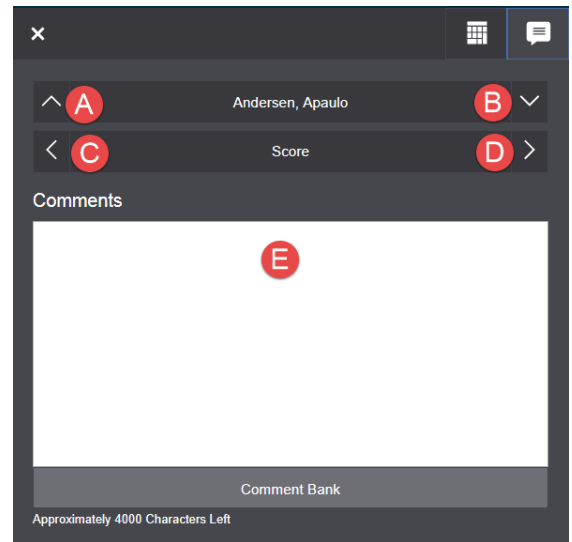 A Andersen, Apaulo B
C Score D
Comments
E
Comment Bank
Approximately 4000 Characters Left